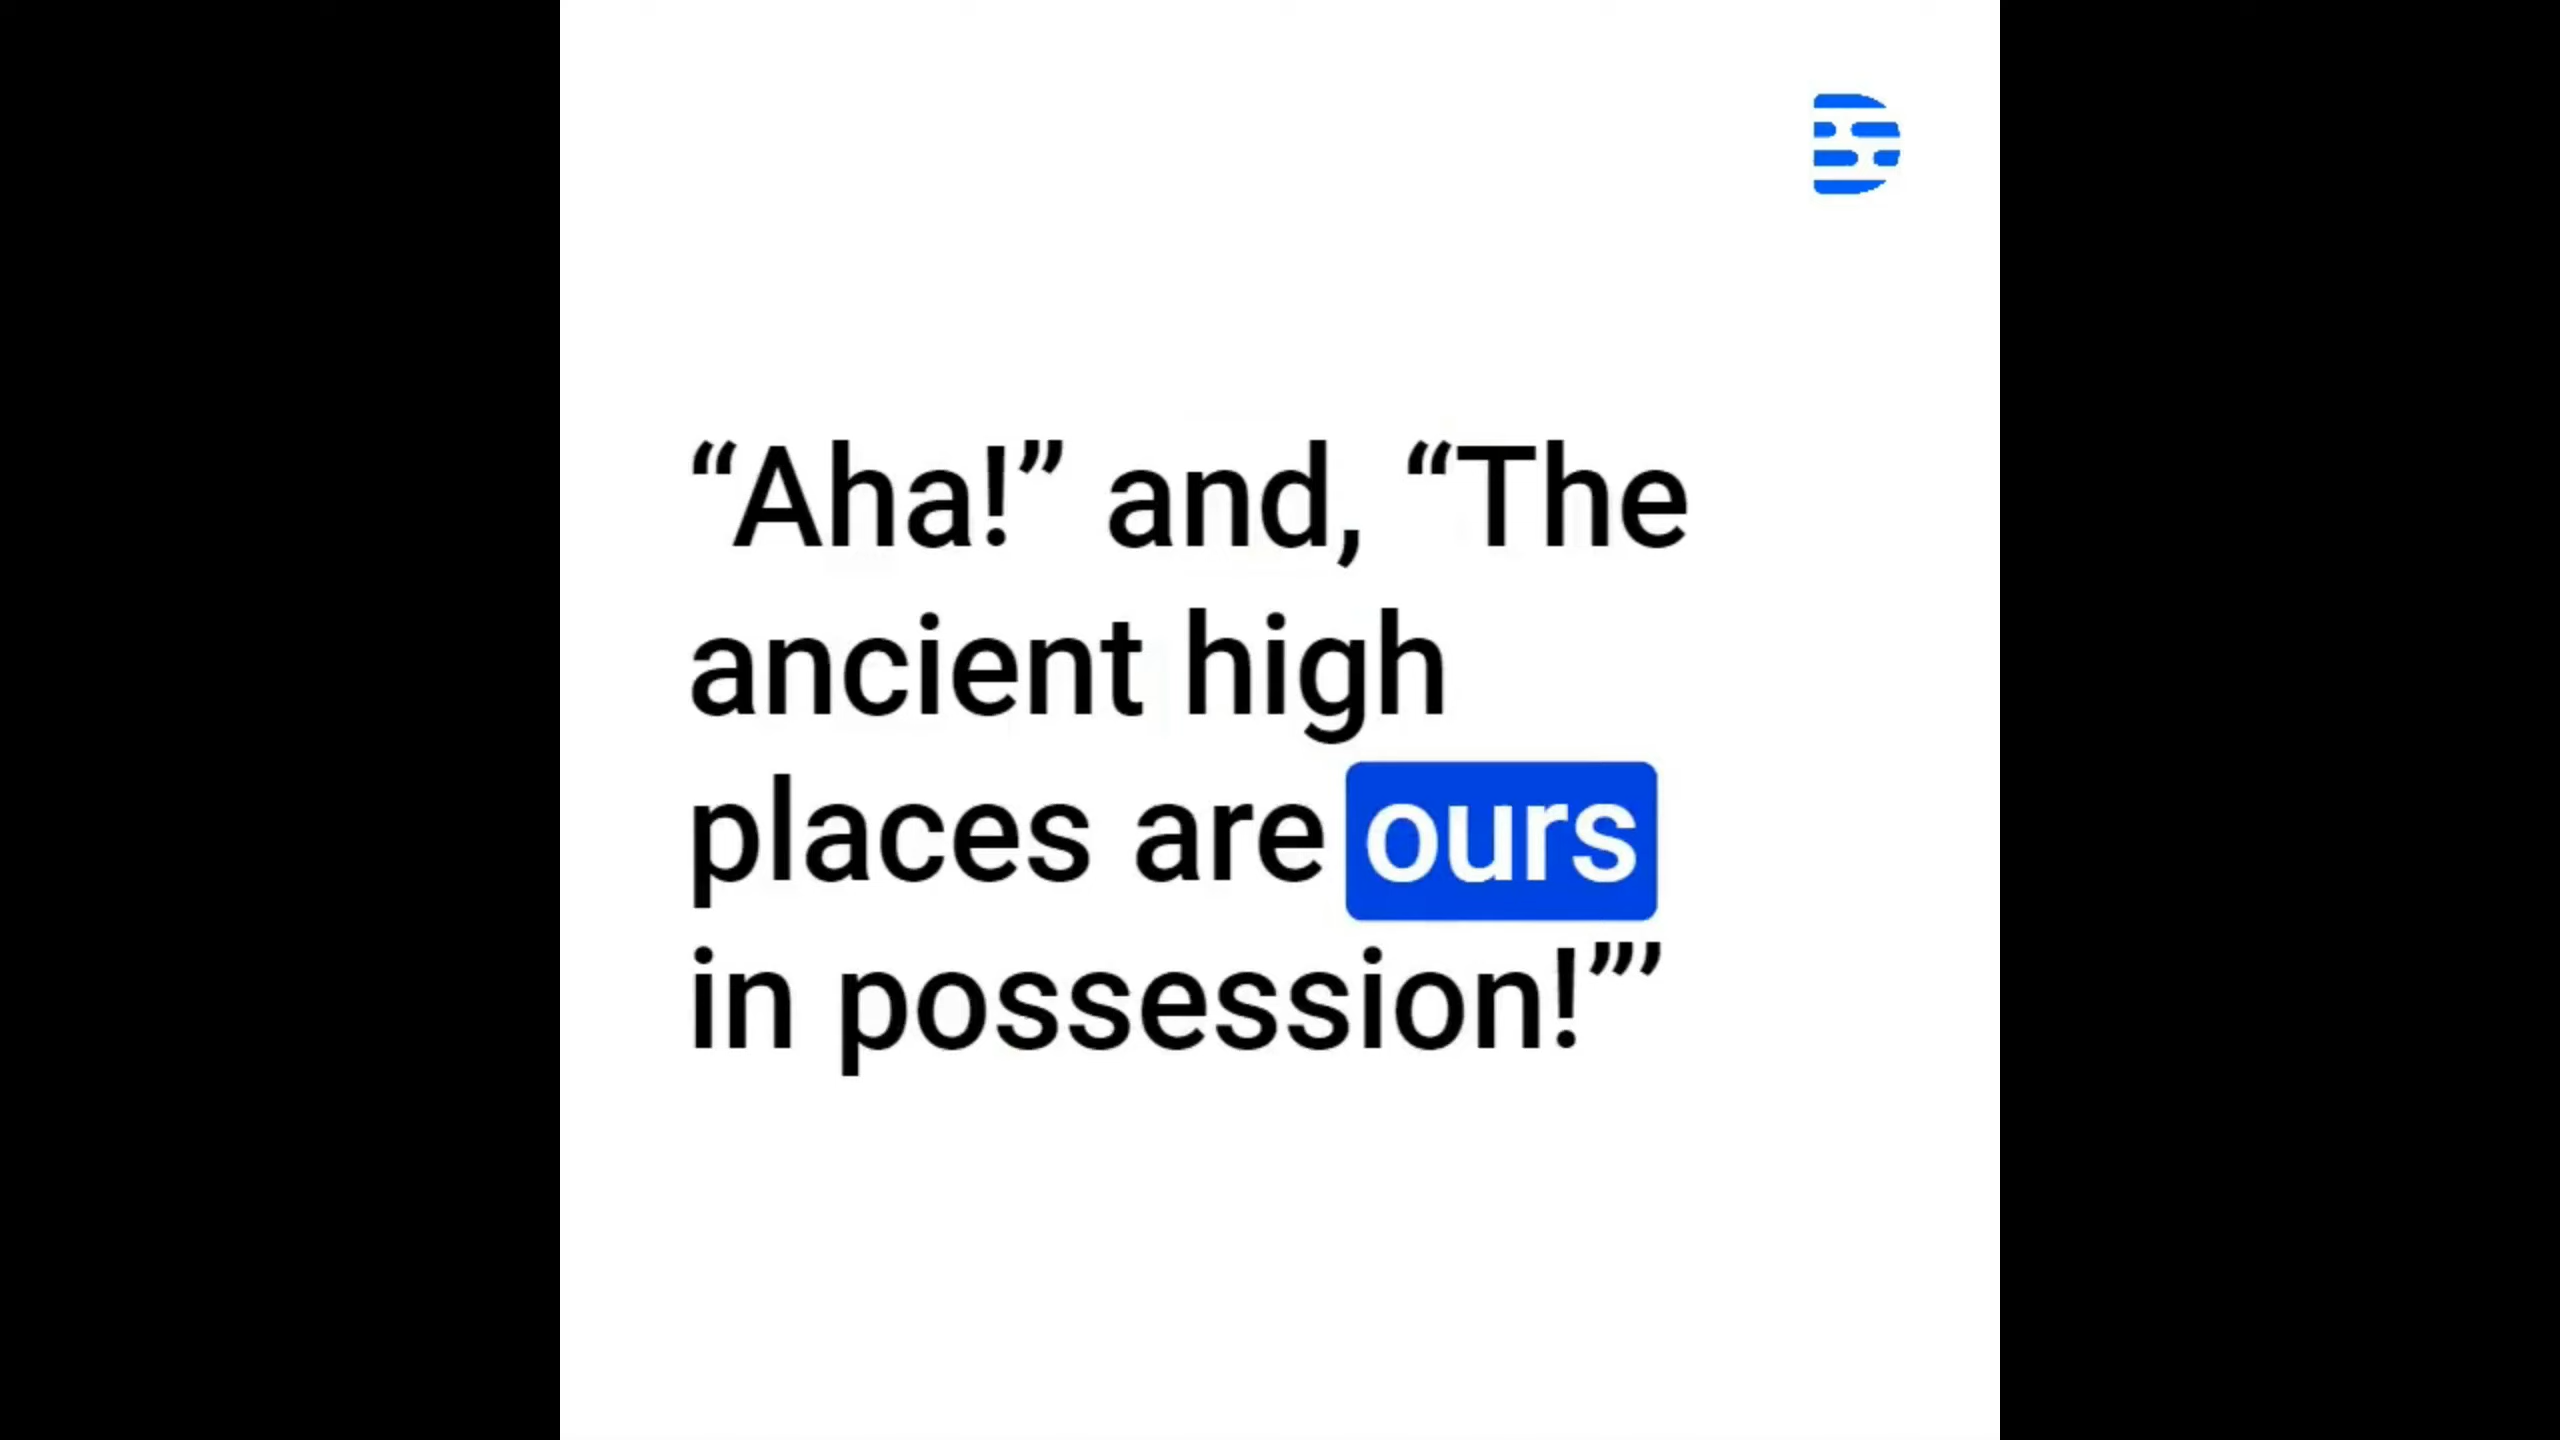 “Aha!” and, “The
ancient high
places are ours
in possession!”’